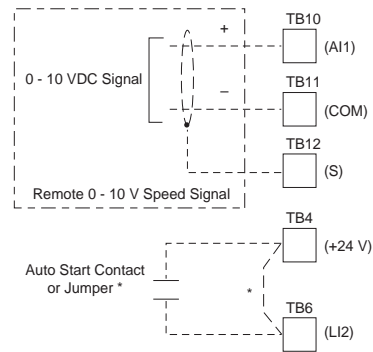 TB10
+
(AI1)
0 - 10 VDC Signal
TB11
–
(COM)
TB12
(S)
Remote 0 - 10 V Speed Signal
TB4
(+24 V)
Auto Start Contact
or Jumper *
*
TB6
(LI2)